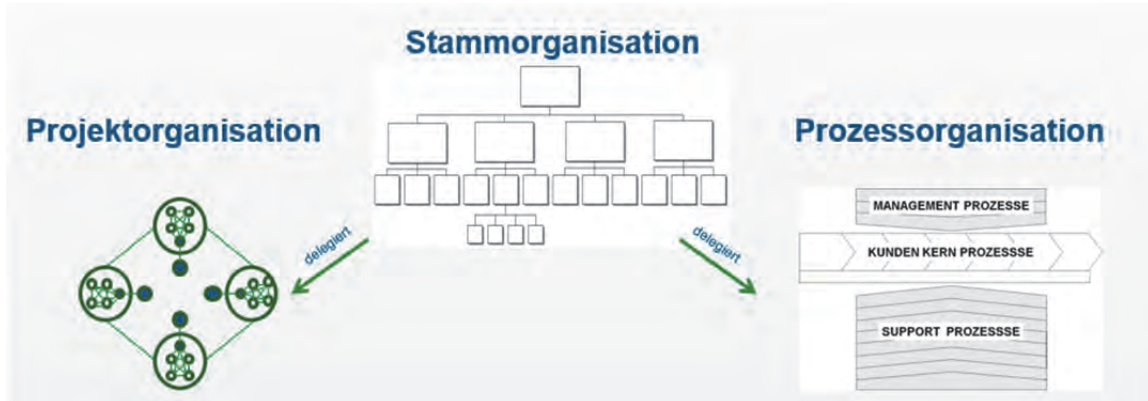 Stammorganisation
Projektorganisation
Prozessorganisation
delegiert
delegiert
MANAGEMENT PROZESSE
KUNDEN KERN PROZESSSE
SUPPORT PROZESSSE